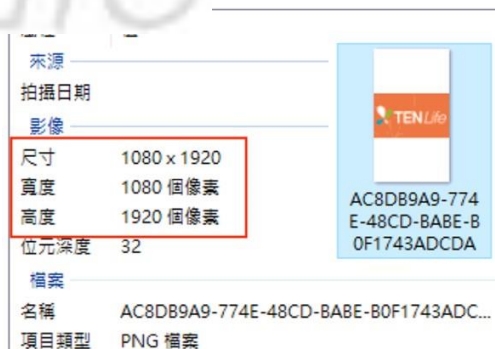 來源
拍攝日期
影像
尺寸 1080 x 1920
寬度 1080 個像素
高度 1920 個像素
位元深度 32
檔案
名稱 AC8DB9A9-774E-48CD-BABE-B0F1743ADC...
項目類型 PNG 檔案
TENLife
AC8DB9A9-774
E-48CD-BABE-B
0F1743ADCDA